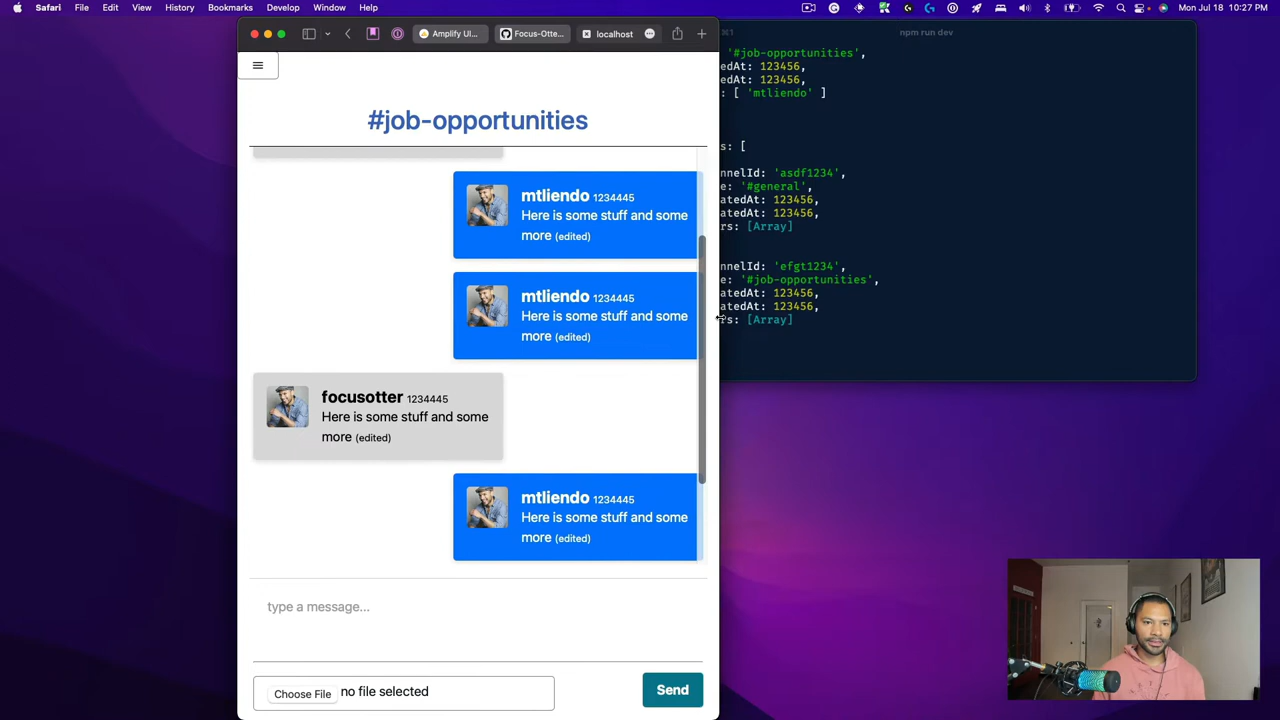 Safari File Edit View History Bookmarks Develop Window Help Mon Jul 18 10:27 PM
Amplify UI... Focus-Otte... localhost
⌘1 npm run dev
#job-opportunities
'#job-opportunities',
edAt: 123456,
edAt: 123456,
: [ 'mtliendo' ]
s: [
nnelId: 'asdf1234',
e: '#general',
atedAt: 123456,
atedAt: 123456,
rs: [Array]
nnelId: 'efgt1234',
e: '#job-opportunities',
atedAt: 123456,
atedAt: 123456,
rs: [Array]
mtliendo 1234445
Here is some stuff and some
more (edited)
mtliendo 1234445
Here is some stuff and some
more (edited)
focusotter 1234445
Here is some stuff and some
more (edited)
mtliendo 1234445
Here is some stuff and some
more (edited)
type a message...
Choose File no file selected
Send